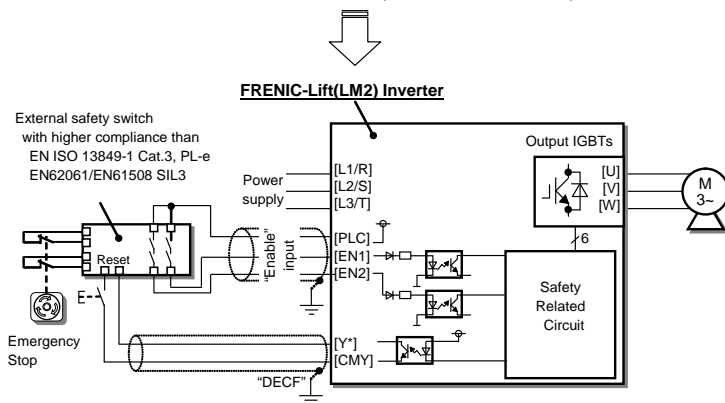 FRENIC-Lift(LM2) Inverter
External safety switch
with higher compliance than
EN ISO 13849-1 Cat.3, PL-e
EN62061/EN61508 SIL3
Output IGBTs
Power
supply
[L1/R]
[L2/S]
[L3/T]
[U]
[V]
[W]
M
3~
6
Reset
"Enable"
input
[PLC]
[EN1]
[EN2]
Safety
Related
Circuit
Emergency
Stop
[Y*]
[CMY]
"DECF"